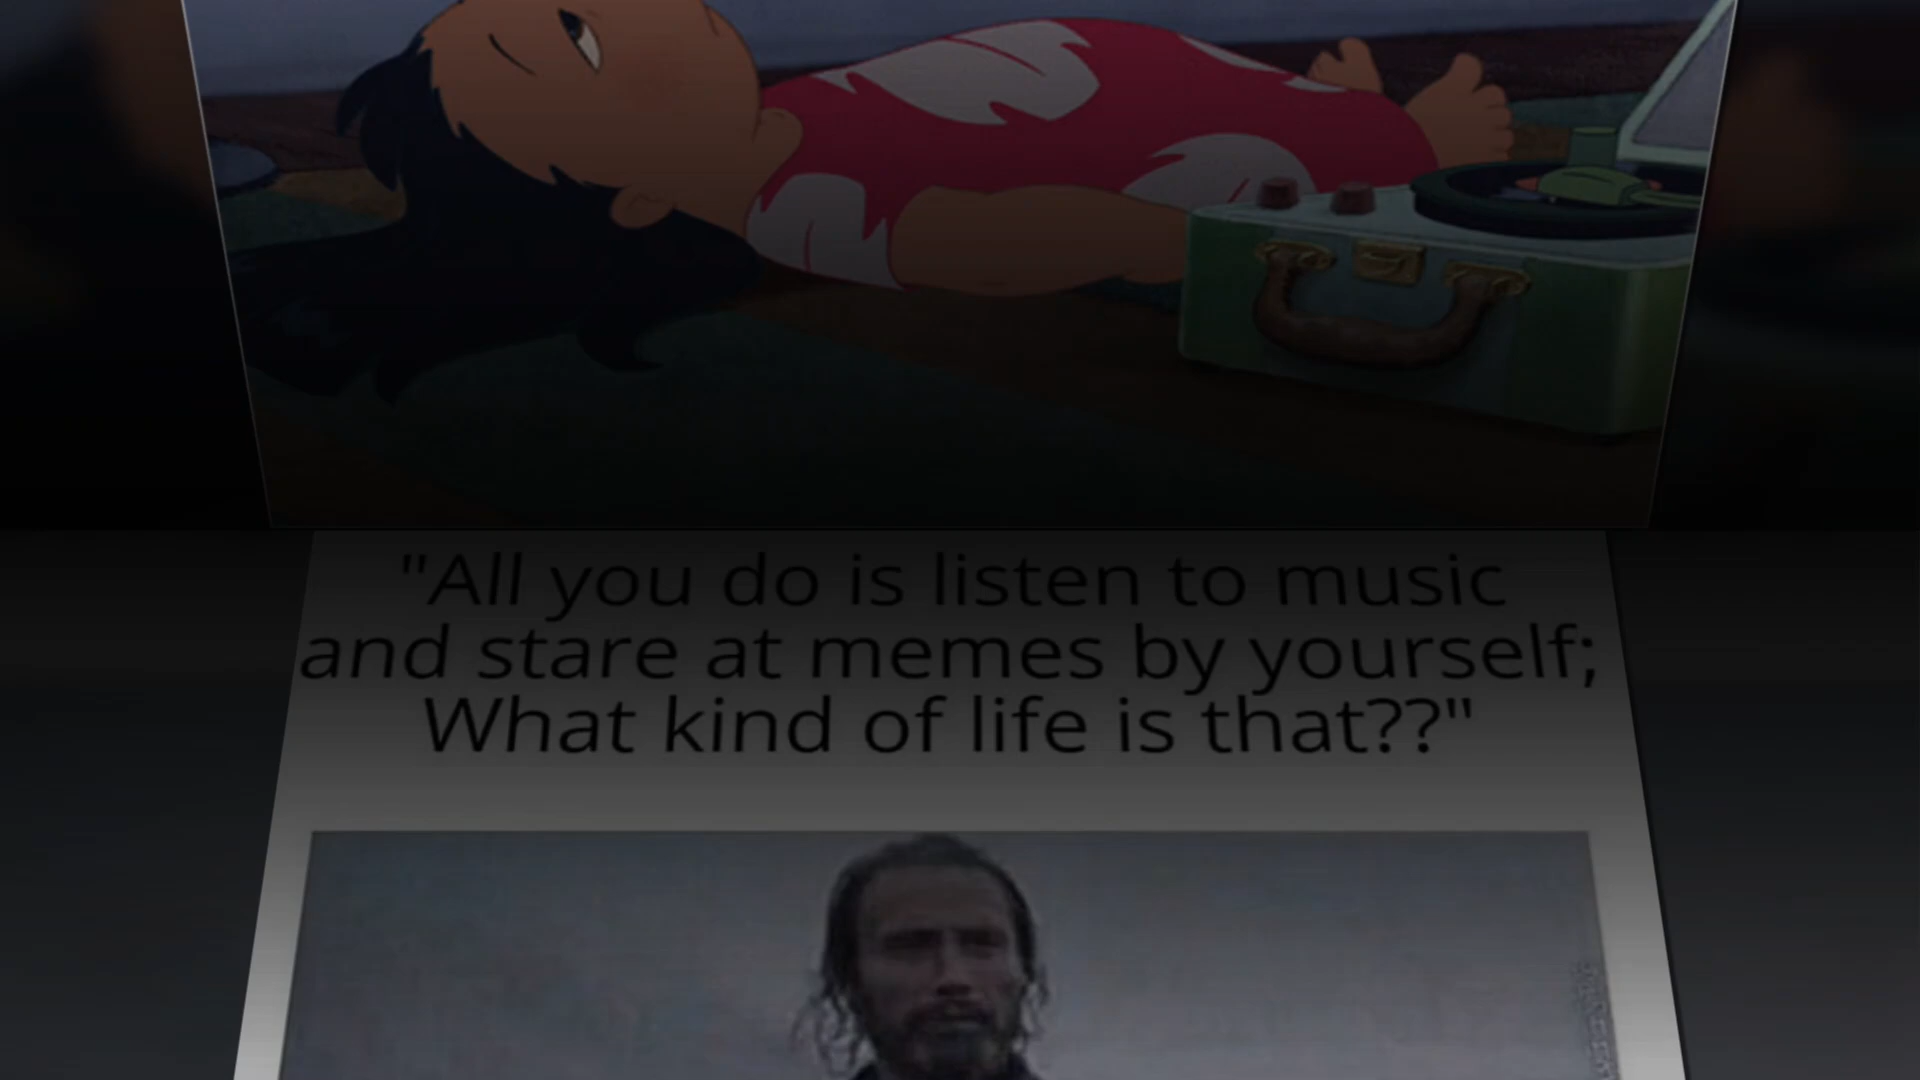 "All you do is listen to music
and stare at memes by yourself;
What kind of life is that??"